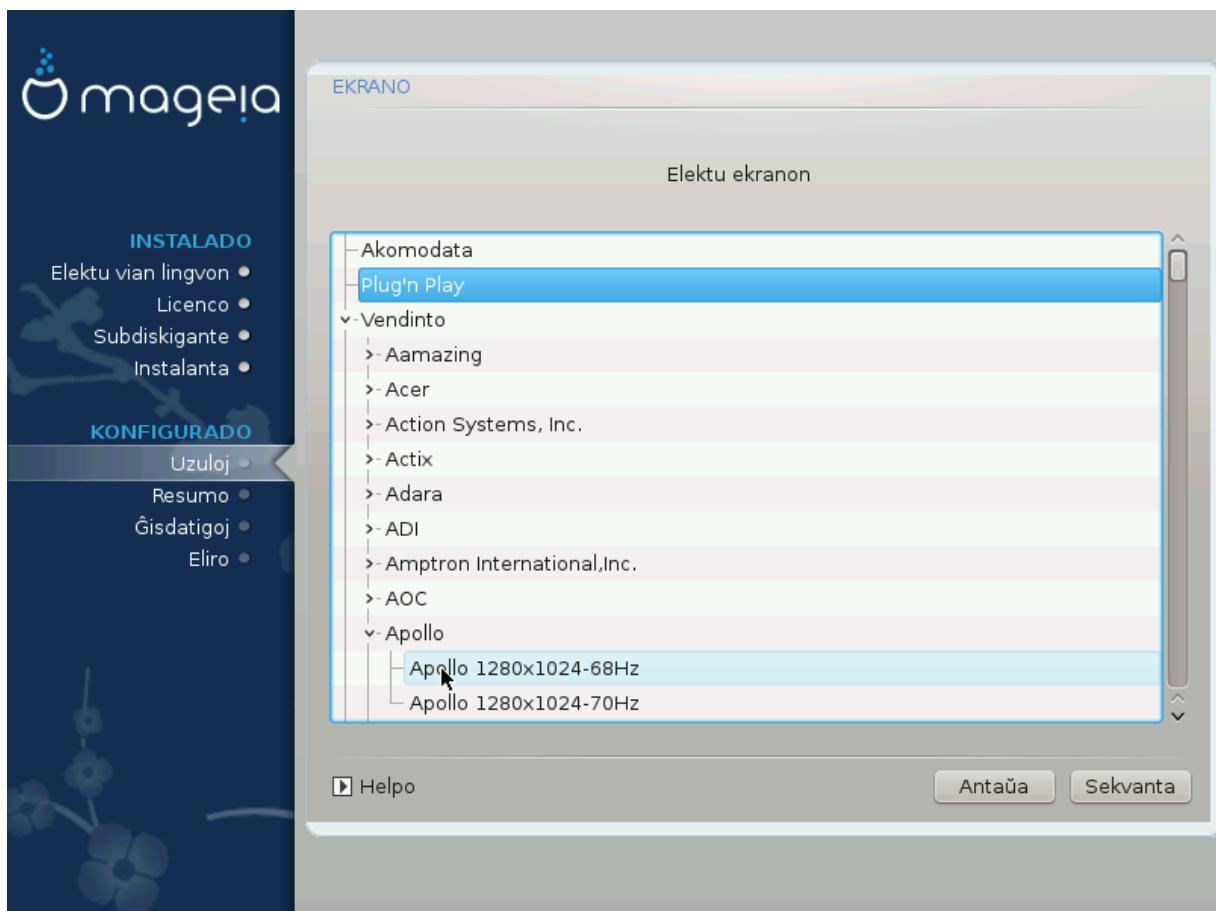 mageia
INSTALADO
Elektu vian lingvon
Licenco
Subdiskigante
Instalanta
KONFIGURADO
Uzuloj
Resumo
Ĝisdatigoj
Eliro
EKRANO
Elektu ekranon
Akomodata
Plug'n Play
Vendinto
Aamazing
Acer
Action Systems, Inc.
Actix
Adara
ADI
Amptron International,Inc.
AOC
Apollo
Apollo 1280x1024-68Hz
Apollo 1280x1024-70Hz
Helpo
Antaŭa
Sekvanta